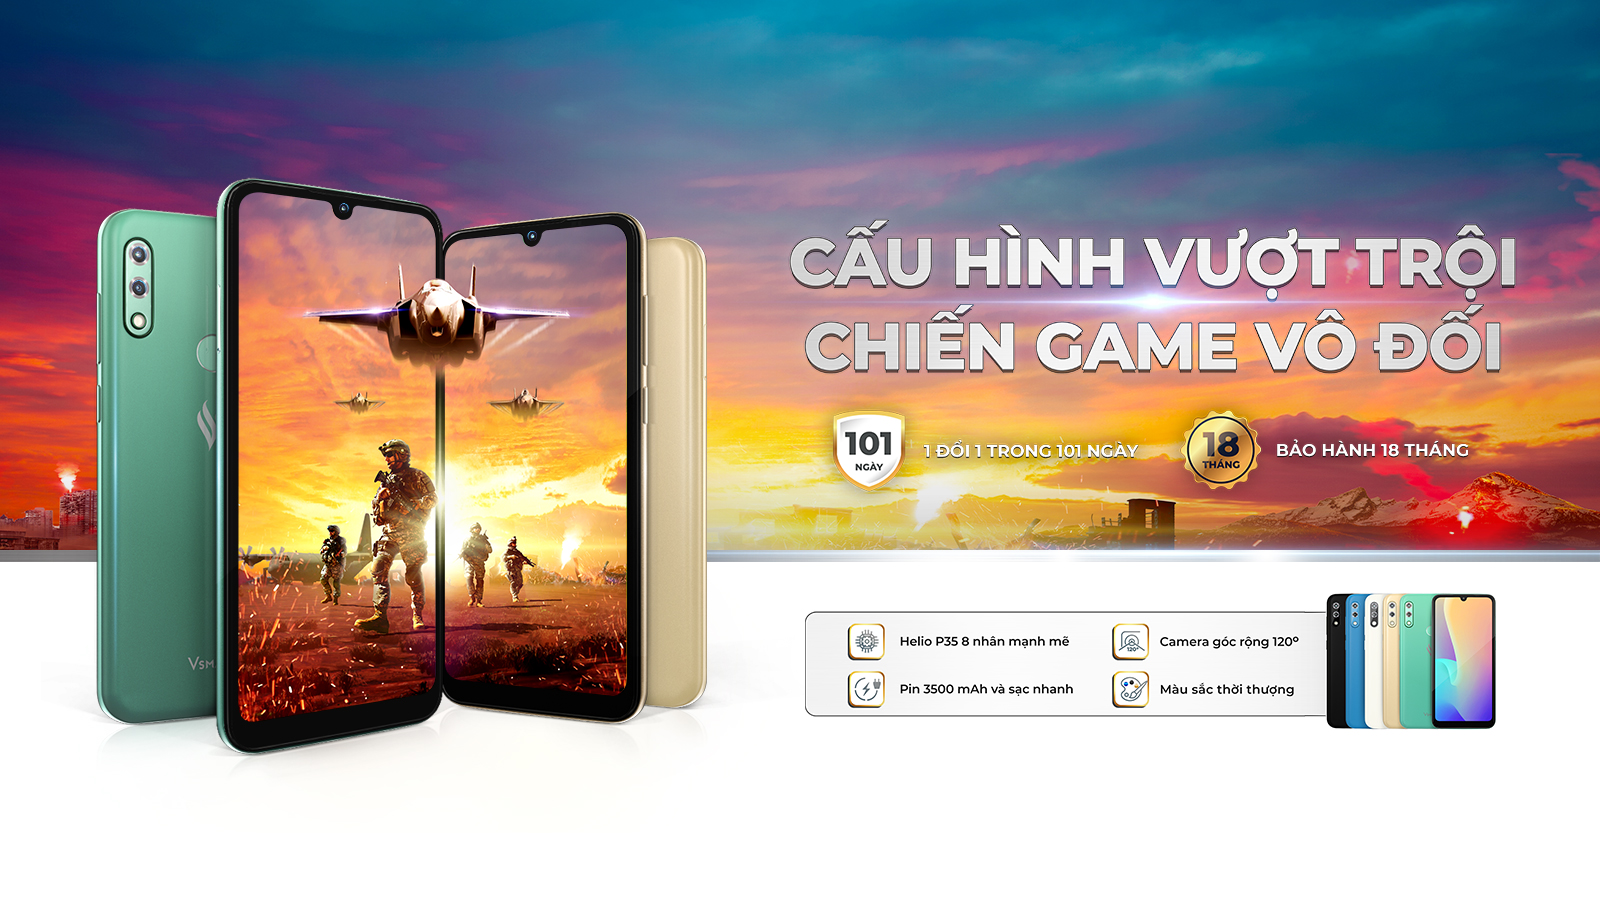 CẤU HÌNH VƯỢT TRỘI
CHIẾN GAME VÔ ĐỐI
101
NGÀY
1 ĐỔI 1 TRONG 101 NGÀY
18
THÁNG
BẢO HÀNH 18 THÁNG
Helio P35 8 nhân mạnh mẽ
120°
Camera góc rộng 120°
Pin 3500 mAh và sạc nhanh
Màu sắc thời thượng